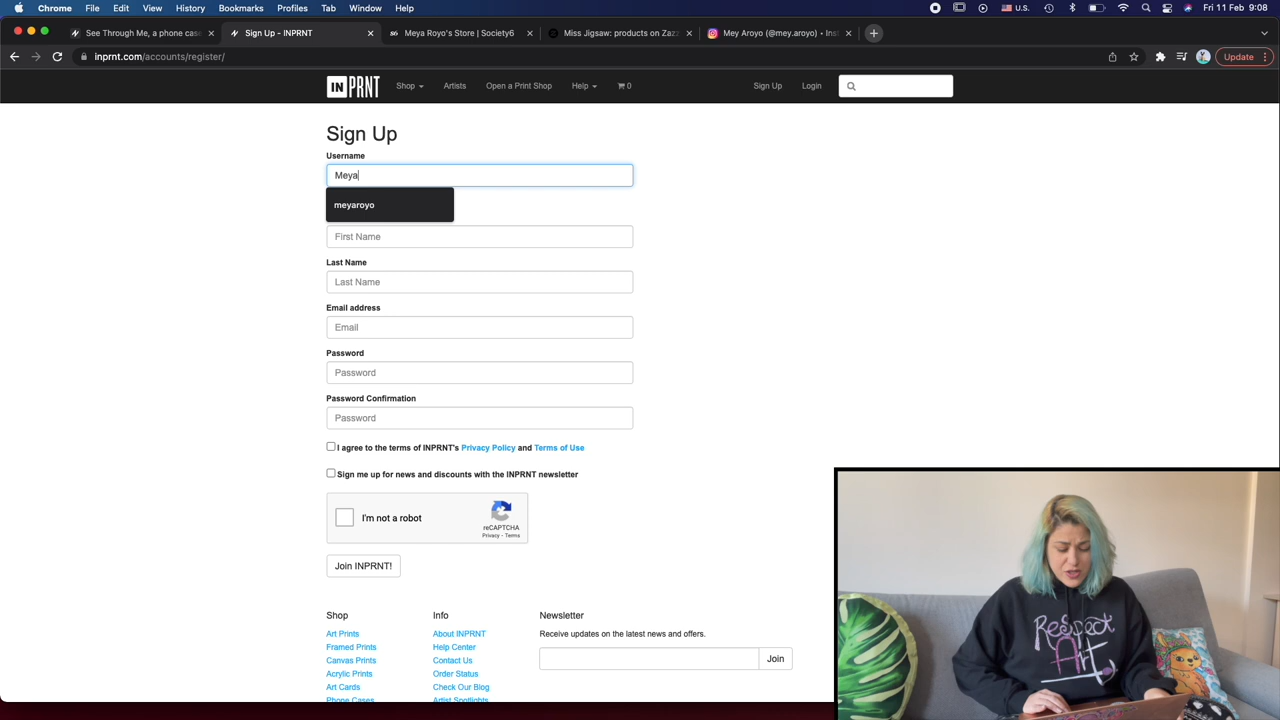 Chrome File Edit View History Bookmarks Profiles Tab Window Help
U.S. Fri 11 Feb 9:08
See Through Me, a phone case
Sign Up - INPRNT
Meya Royo's Store | Society6
Miss Jigsaw: products on Zazz
Mey Aroyo (@mey.aroyo) • Inst
inprnt.com/accounts/register/
Update
INPRNT Shop Artists Open a Print Shop Help 0 Sign Up Login
Sign Up
Username
Meya
meyaroyo
First Name
Last Name
Last Name
Email address
Email
Password
Password
Password Confirmation
Password
I agree to the terms of INPRNT's Privacy Policy and Terms of Use
Sign me up for news and discounts with the INPRNT newsletter
I'm not a robot
reCAPTCHA
Privacy - Terms
Join INPRNT!
Shop
Art Prints
Framed Prints
Canvas Prints
Acrylic Prints
Art Cards
Phone Cases
Info
About INPRNT
Help Center
Contact Us
Order Status
Check Our Blog
Artist Spotlights
Newsletter
Receive updates on the latest news and offers.
Join
Respect
Art